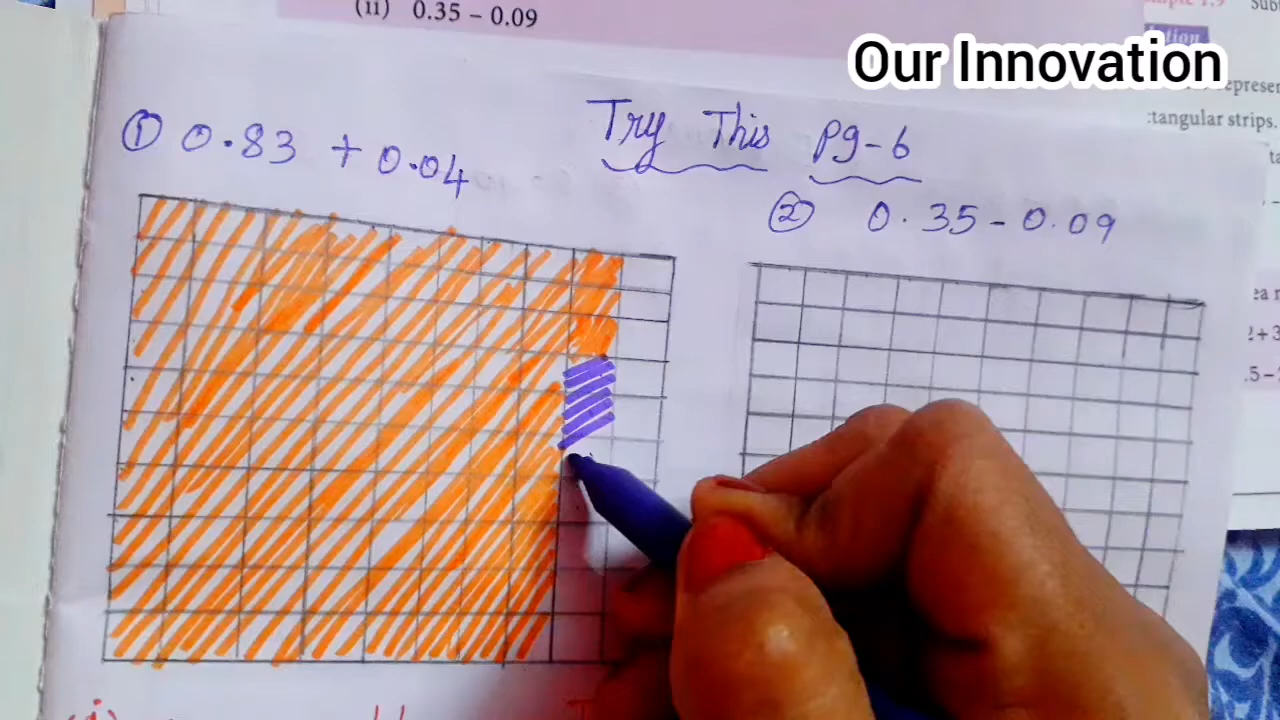 (ii) 0.35 – 0.09
Our Innovation
tangular strips.
Try This pg-6
① 0.83 + 0.04
② 0.35 - 0.09